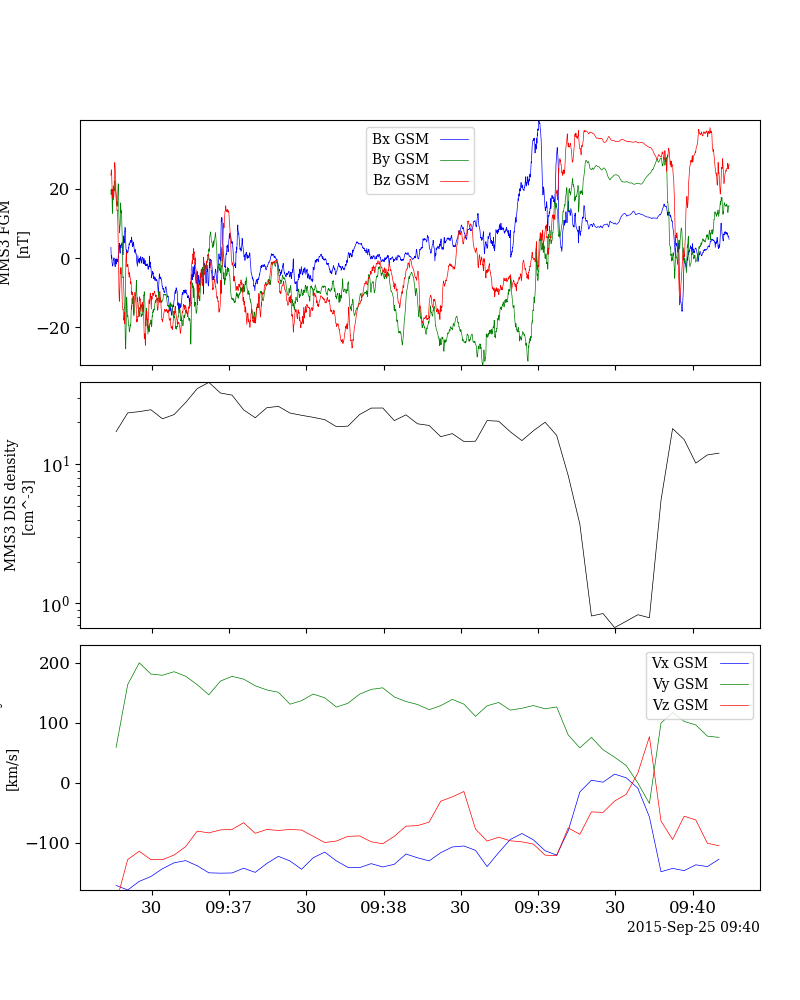 MMS3 FGM
[nT]
20
0
−20
Bx GSM
By GSM
Bz GSM
MMS3 DIS density
[cm^-3]
10^1
10^0
[km/s]
200
100
0
−100
Vx GSM
Vy GSM
Vz GSM
30 09:37 30 09:38 30 09:39 30 09:40
2015-Sep-25 09:40